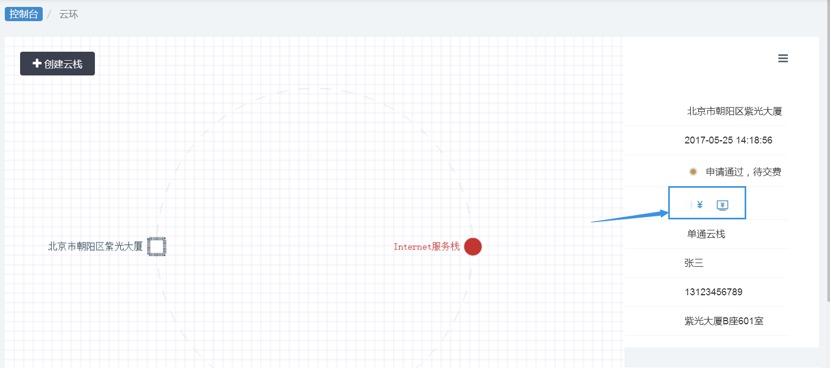 控制台 / 云环
创建云栈
北京市朝阳区紫光大厦
2017-05-25 14:18:56
申请通过，待交费
¥ ¥
单通云栈
北京市朝阳区紫光大厦
Internet服务栈
张三
13123456789
紫光大厦B座601室